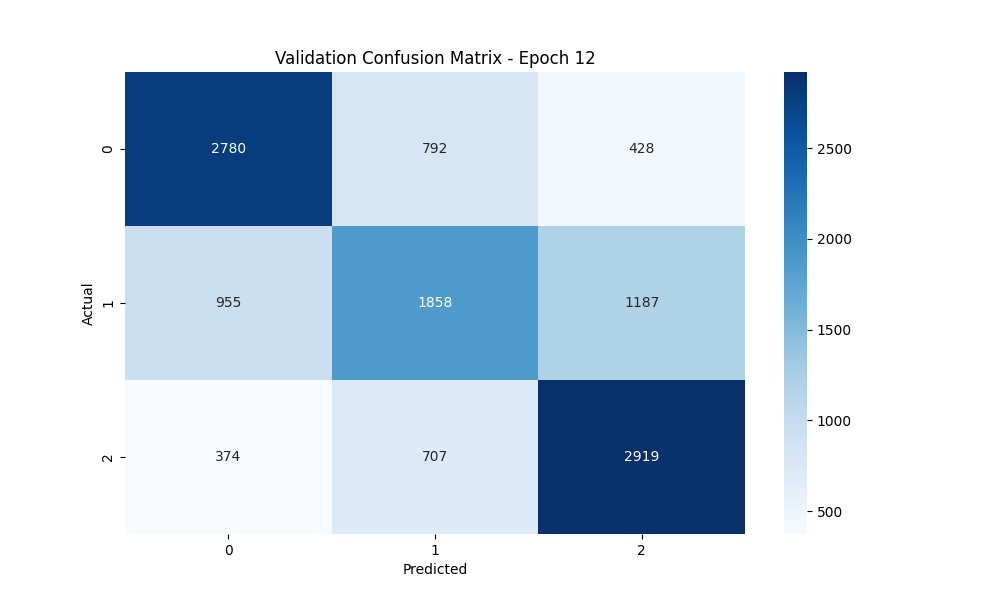 Validation Confusion Matrix - Epoch 12
0 2780 792 428
1 955 1858 1187
2 374 707 2919
0 1 2
Predicted
Actual
2500
2000
1500
1000
500